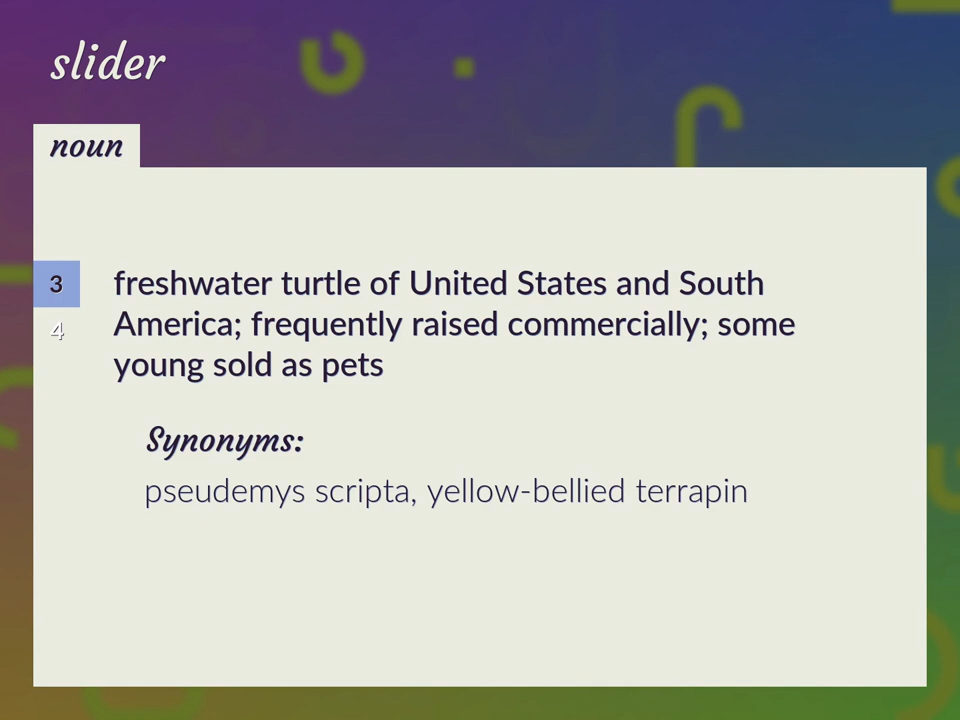 slider
noun
3
freshwater turtle of United States and South
4
America; frequently raised commercially; some
young sold as pets
Synonyms:
pseudemys scripta, yellow-bellied terrapin